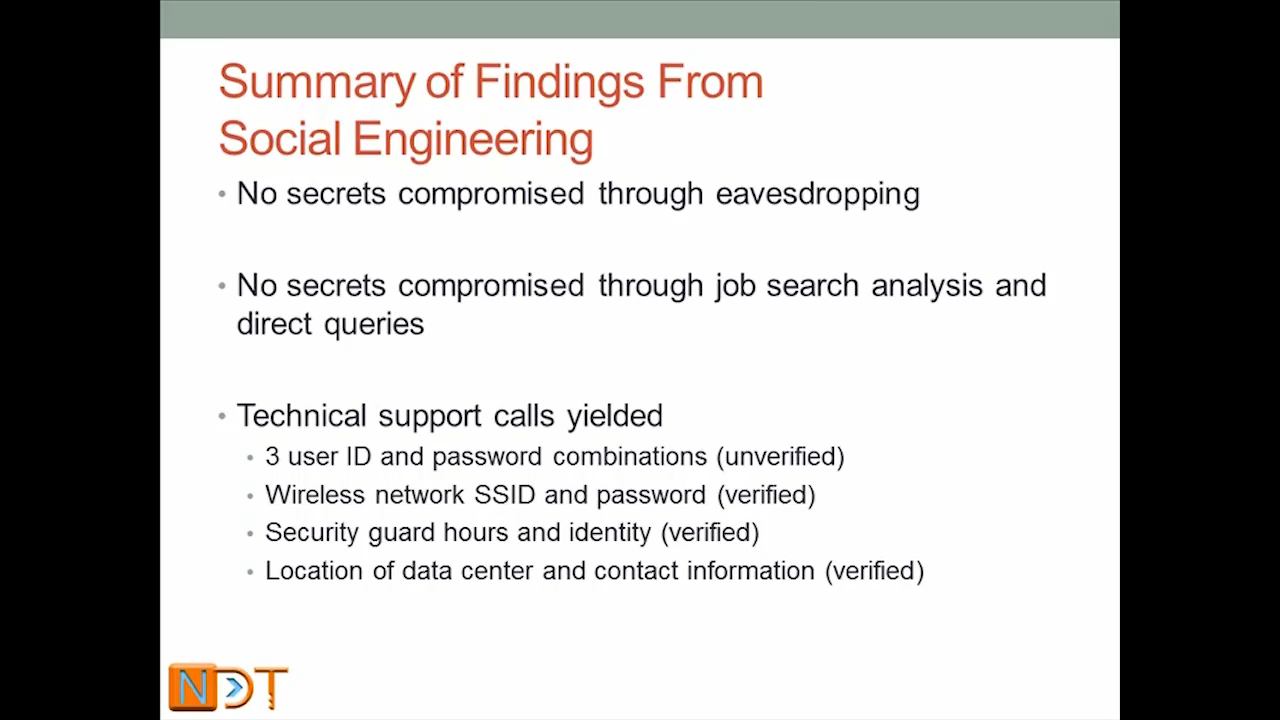 Summary of Findings From
Social Engineering
• No secrets compromised through eavesdropping
• No secrets compromised through job search analysis and
direct queries
• Technical support calls yielded
• 3 user ID and password combinations (unverified)
• Wireless network SSID and password (verified)
• Security guard hours and identity (verified)
• Location of data center and contact information (verified)
NDT